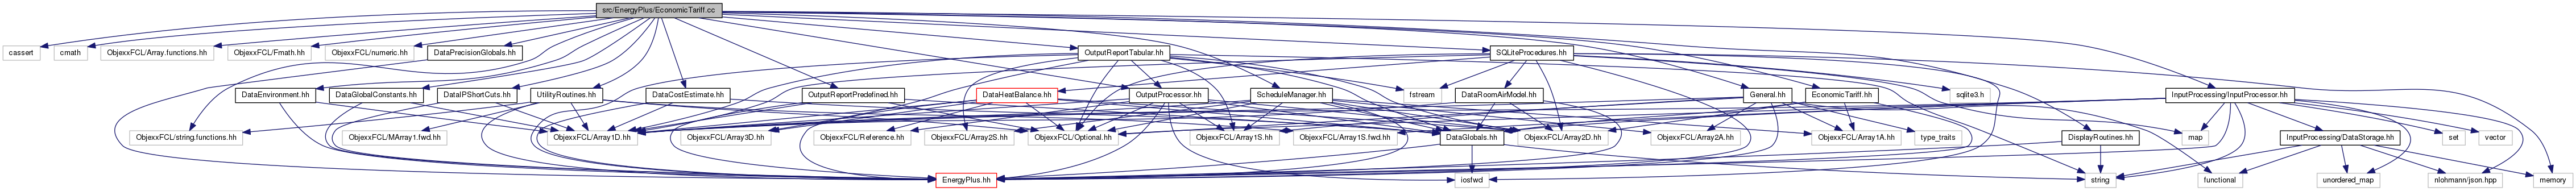 src/EnergyPlus/EconomicTariff.cc
cassert
cmath
ObjexxFCL/Array.functions.hh
ObjexxFCL/Fmath.hh
ObjexxFCL/numeric.hh
DataPrecisionGlobals.hh
OutputReportTabular.hh
SQLiteProcedures.hh
DataEnvironment.hh
DataGlobalConstants.hh
DataIPShortCuts.hh
UtilityRoutines.hh
DataCostEstimate.hh
OutputReportPredefined.hh
DataHeatBalance.hh
OutputProcessor.hh
ScheduleManager.hh
fstream
DataRoomAirModel.hh
General.hh
EconomicTariff.hh
sqlite3.h
InputProcessing/InputProcessor.hh
ObjexxFCL/string.functions.hh
ObjexxFCL/MArray1.fwd.hh
ObjexxFCL/Array1D.hh
ObjexxFCL/Array3D.hh
ObjexxFCL/Reference.hh
ObjexxFCL/Array2S.hh
ObjexxFCL/Optional.hh
ObjexxFCL/Array1S.hh
ObjexxFCL/Array1S.fwd.hh
DataGlobals.hh
ObjexxFCL/Array2D.hh
ObjexxFCL/Array2A.hh
ObjexxFCL/Array1A.hh
type_traits
DisplayRoutines.hh
map
InputProcessing/DataStorage.hh
set
vector
EnergyPlus.hh
iosfwd
string
functional
unordered_map
nlohmann/json.hpp
memory